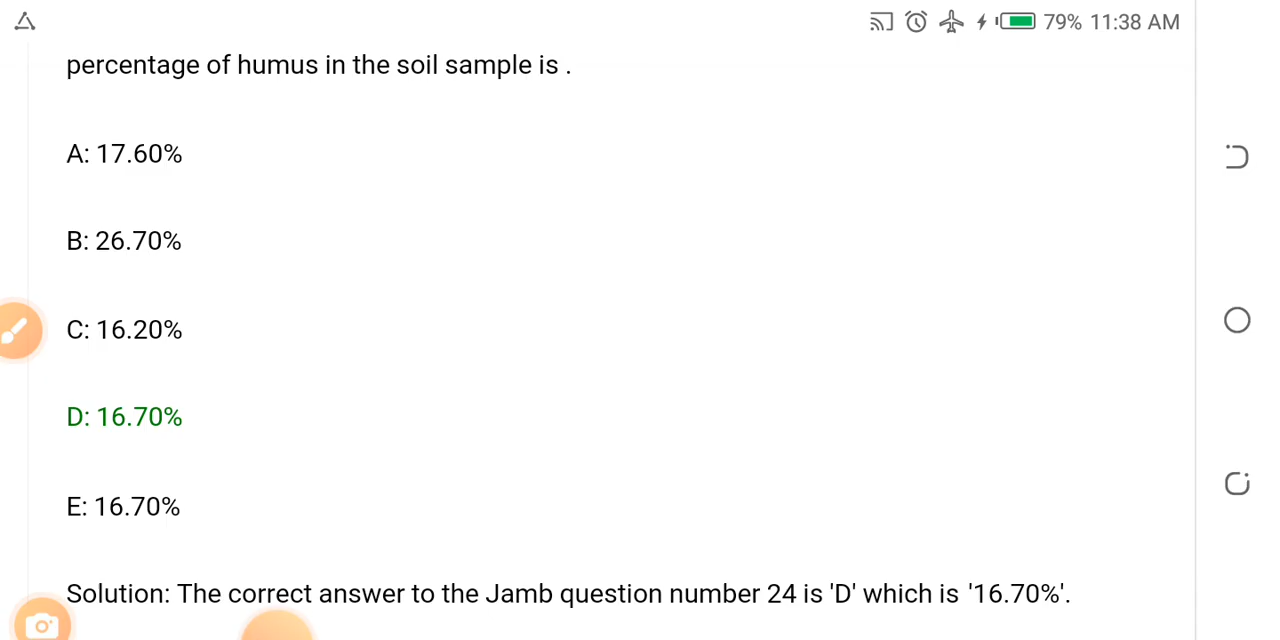 79% 11:38 AM
percentage of humus in the soil sample is .
A: 17.60%
B: 26.70%
C: 16.20%
D: 16.70%
E: 16.70%
Solution: The correct answer to the Jamb question number 24 is 'D' which is '16.70%'.